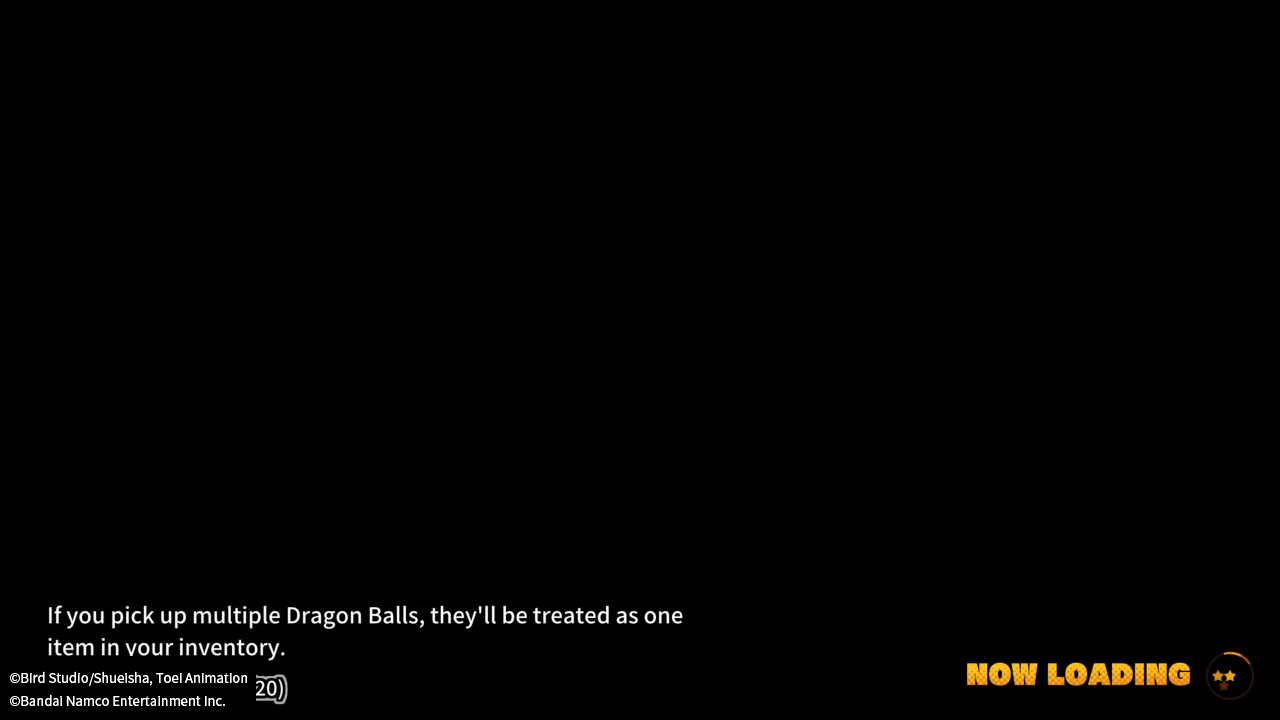 If you pick up multiple Dragon Balls, they'll be treated as one
item in your inventory.
©Bird Studio/Shueisha, Toei Animation
20)
©Bandai Namco Entertainment Inc.
NOW LOADING